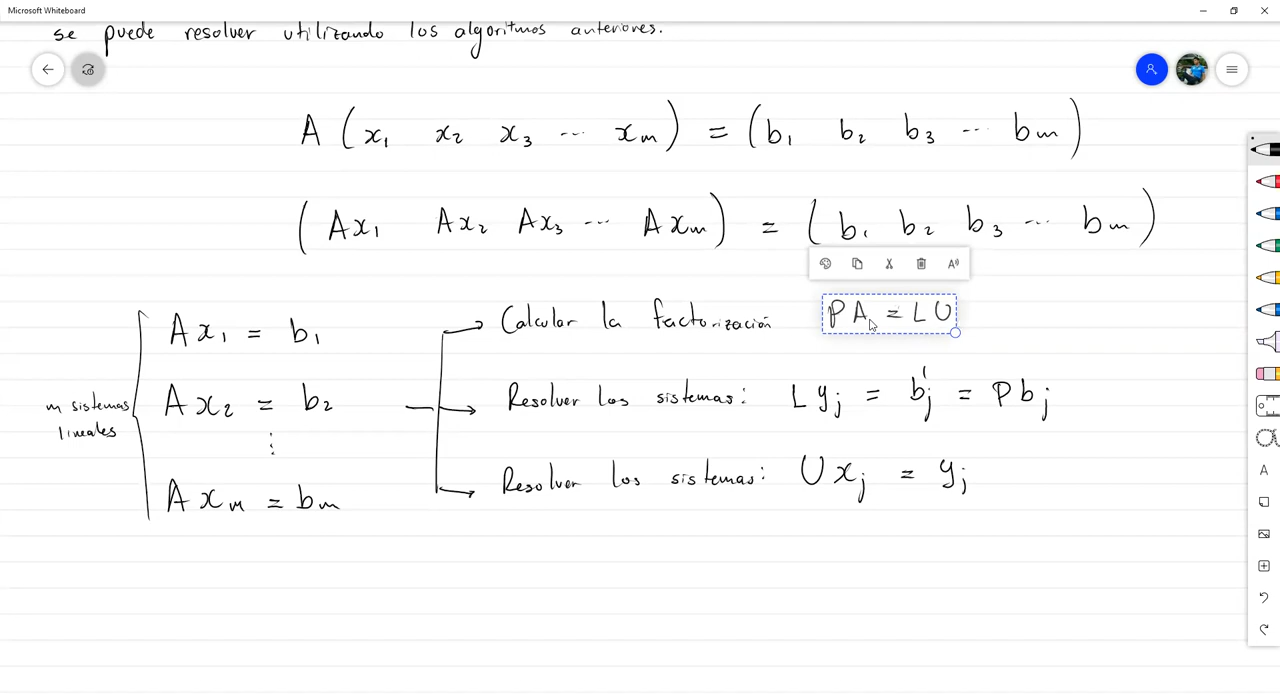 Microsoft Whiteboard
se puede resolver utilizando los algoritmos anteriores.
A (x₁ x₂ x₃ ⋯ xₘ) = (b₁ b₂ b₃ ⋯ bₘ)
(Ax₁ Ax₂ Ax₃ ⋯ Axₘ) = (b₁ b₂ b₃ ⋯ bₘ)
m sistemas
lineales
Ax₁ = b₁
Ax₂ = b₂
⋮
Axₘ = bₘ
Calcular la factorización PA = LU
Resolver los sistemas: Lyⱼ = b'ⱼ = Pbⱼ
Resolver los sistemas: Uxⱼ = yⱼ